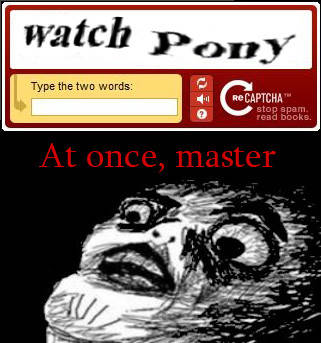 watch Pony
Type the two words:
reCAPTCHA™
stop spam.
read books.
At once, master